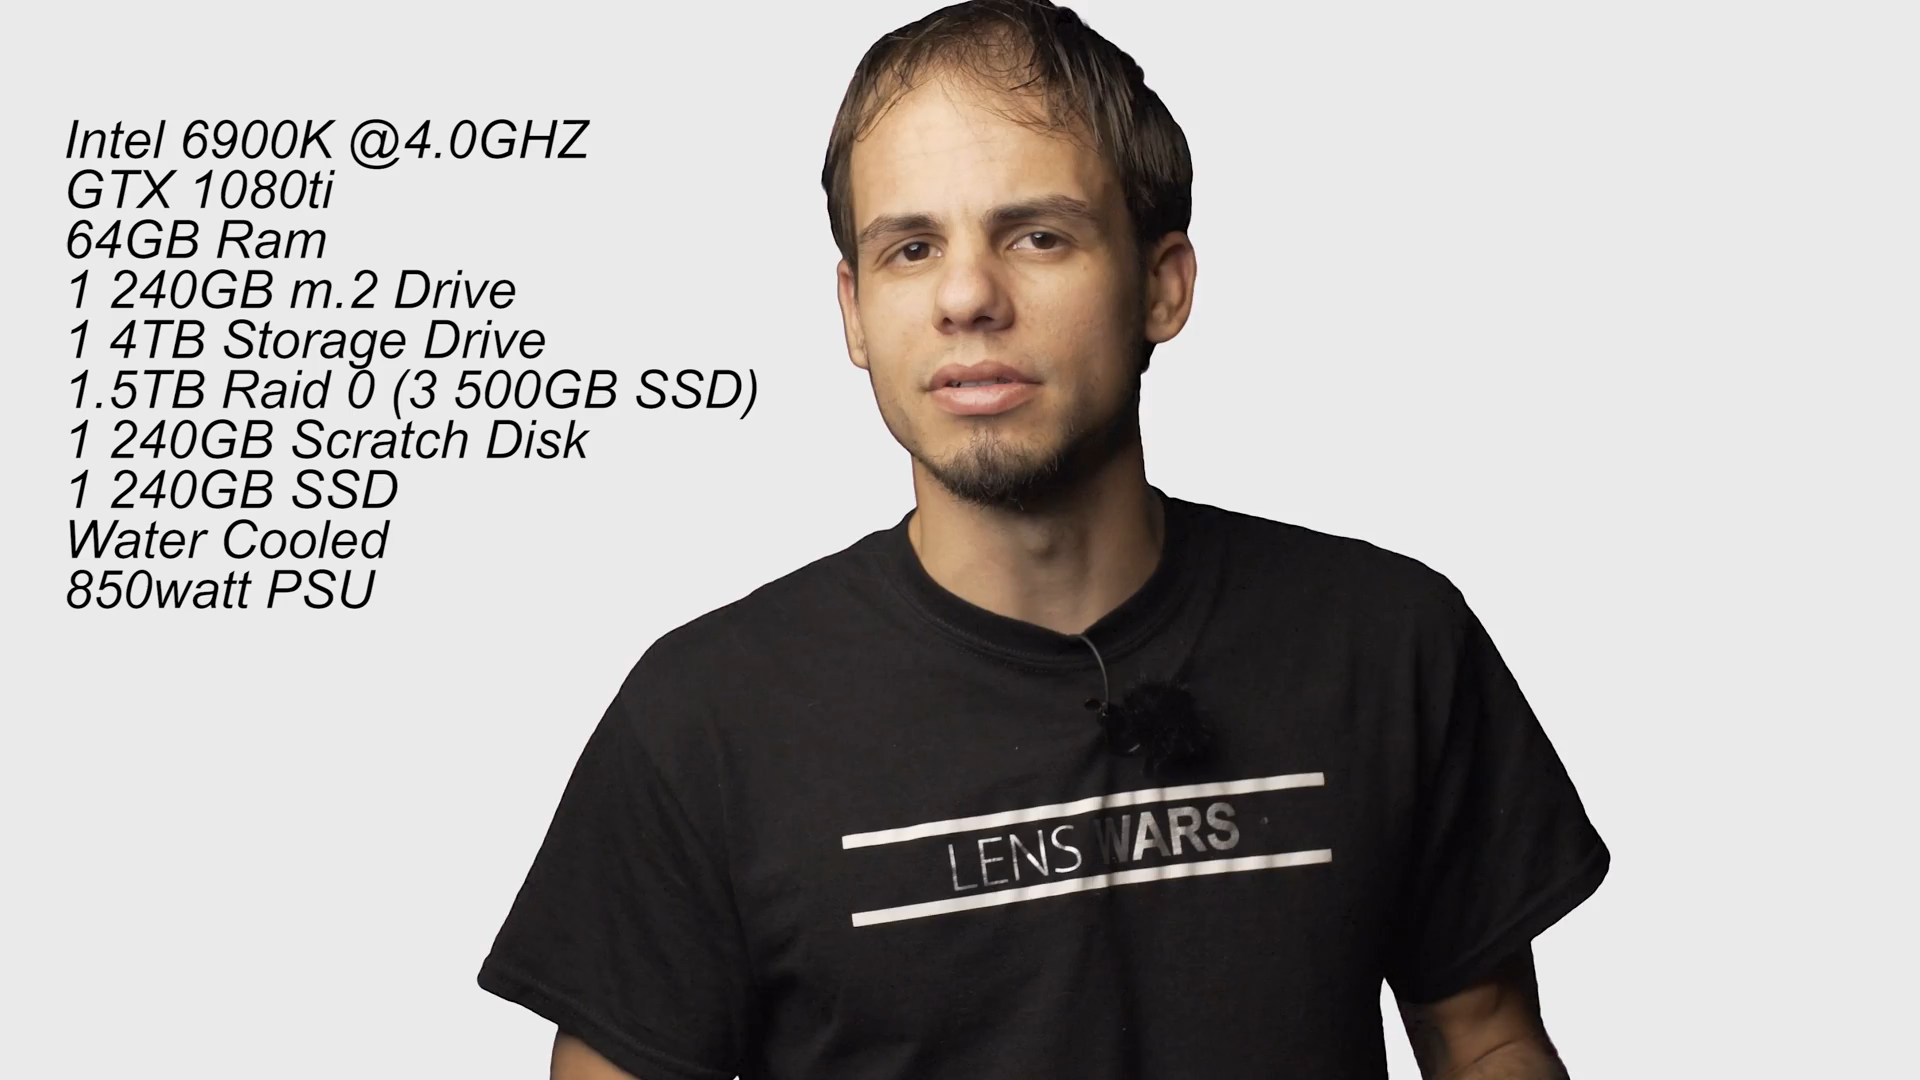 Intel 6900K @4.0GHZ
GTX 1080ti
64GB Ram
1 240GB m.2 Drive
1 4TB Storage Drive
1.5TB Raid 0 (3 500GB SSD)
1 240GB Scratch Disk
1 240GB SSD
Water Cooled
850watt PSU
LENS WARS